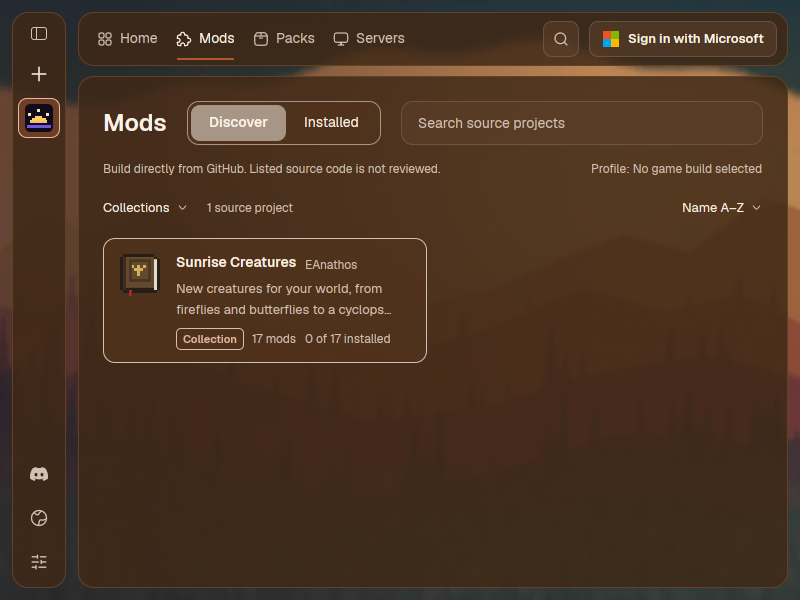 Home Mods Packs Servers Sign in with Microsoft
Mods Discover Installed Search source projects
Build directly from GitHub. Listed source code is not reviewed. Profile: No game build selected
Collections 1 source project Name A–Z
Sunrise Creatures EAnathos
New creatures for your world, from
fireflies and butterflies to a cyclops...
Collection 17 mods 0 of 17 installed